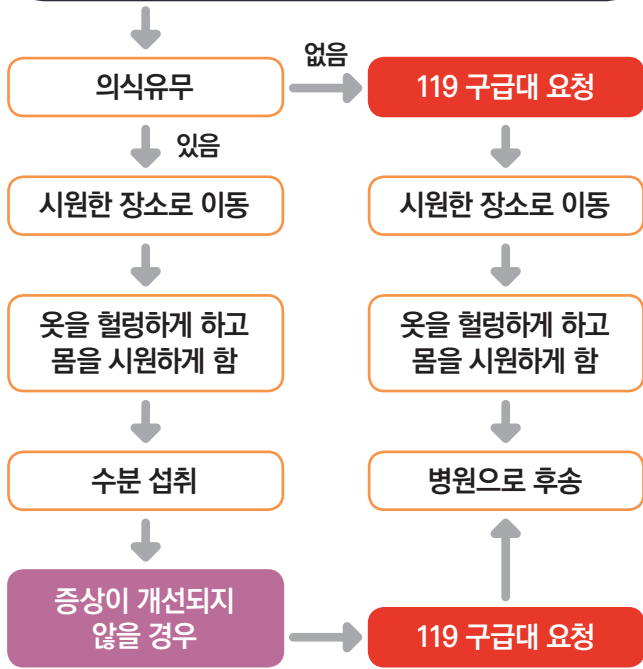 의식유무
없음
119 구급대 요청
있음
시원한 장소로 이동
시원한 장소로 이동
옷을 헐렁하게 하고
몸을 시원하게 함
옷을 헐렁하게 하고
몸을 시원하게 함
수분 섭취
병원으로 후송
증상이 개선되지
않을 경우
119 구급대 요청